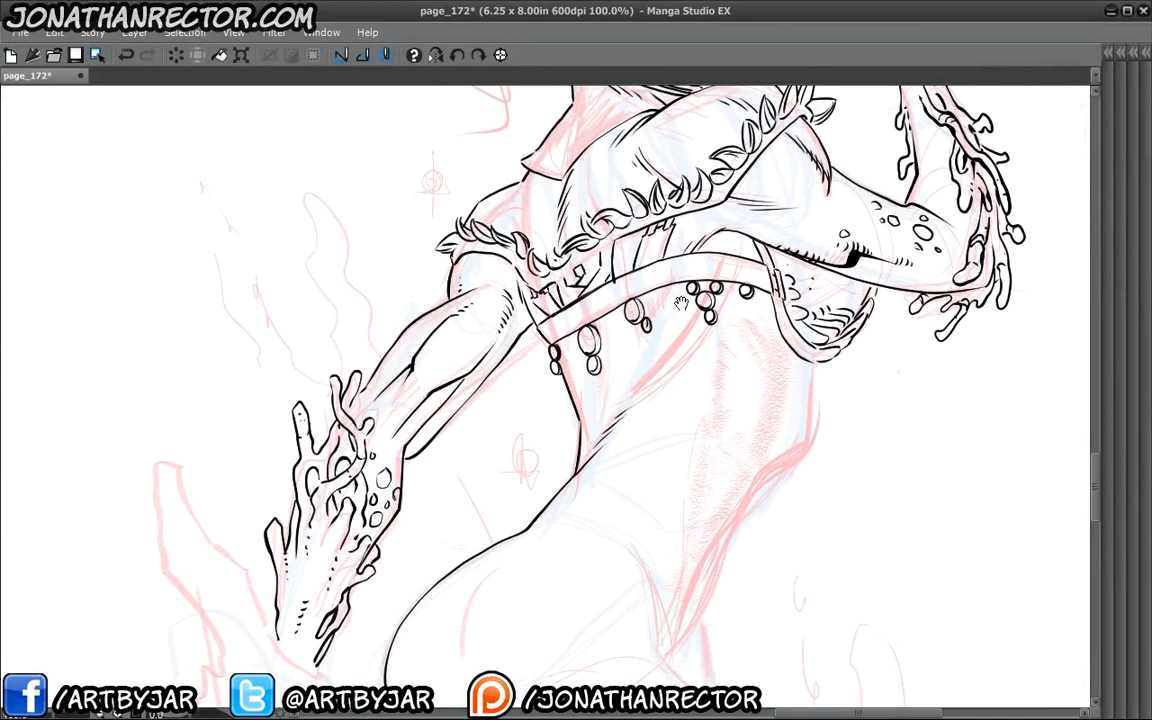 page_172* (6.25 x 8.00in 600dpi 100.0%) - Manga Studio EX
JONATHANRECTOR.COM
File Edit Story Layer Selection View Filter Window Help
page_172*
/ARTBYJAR @ARTBYJAR /JONATHANRECTOR